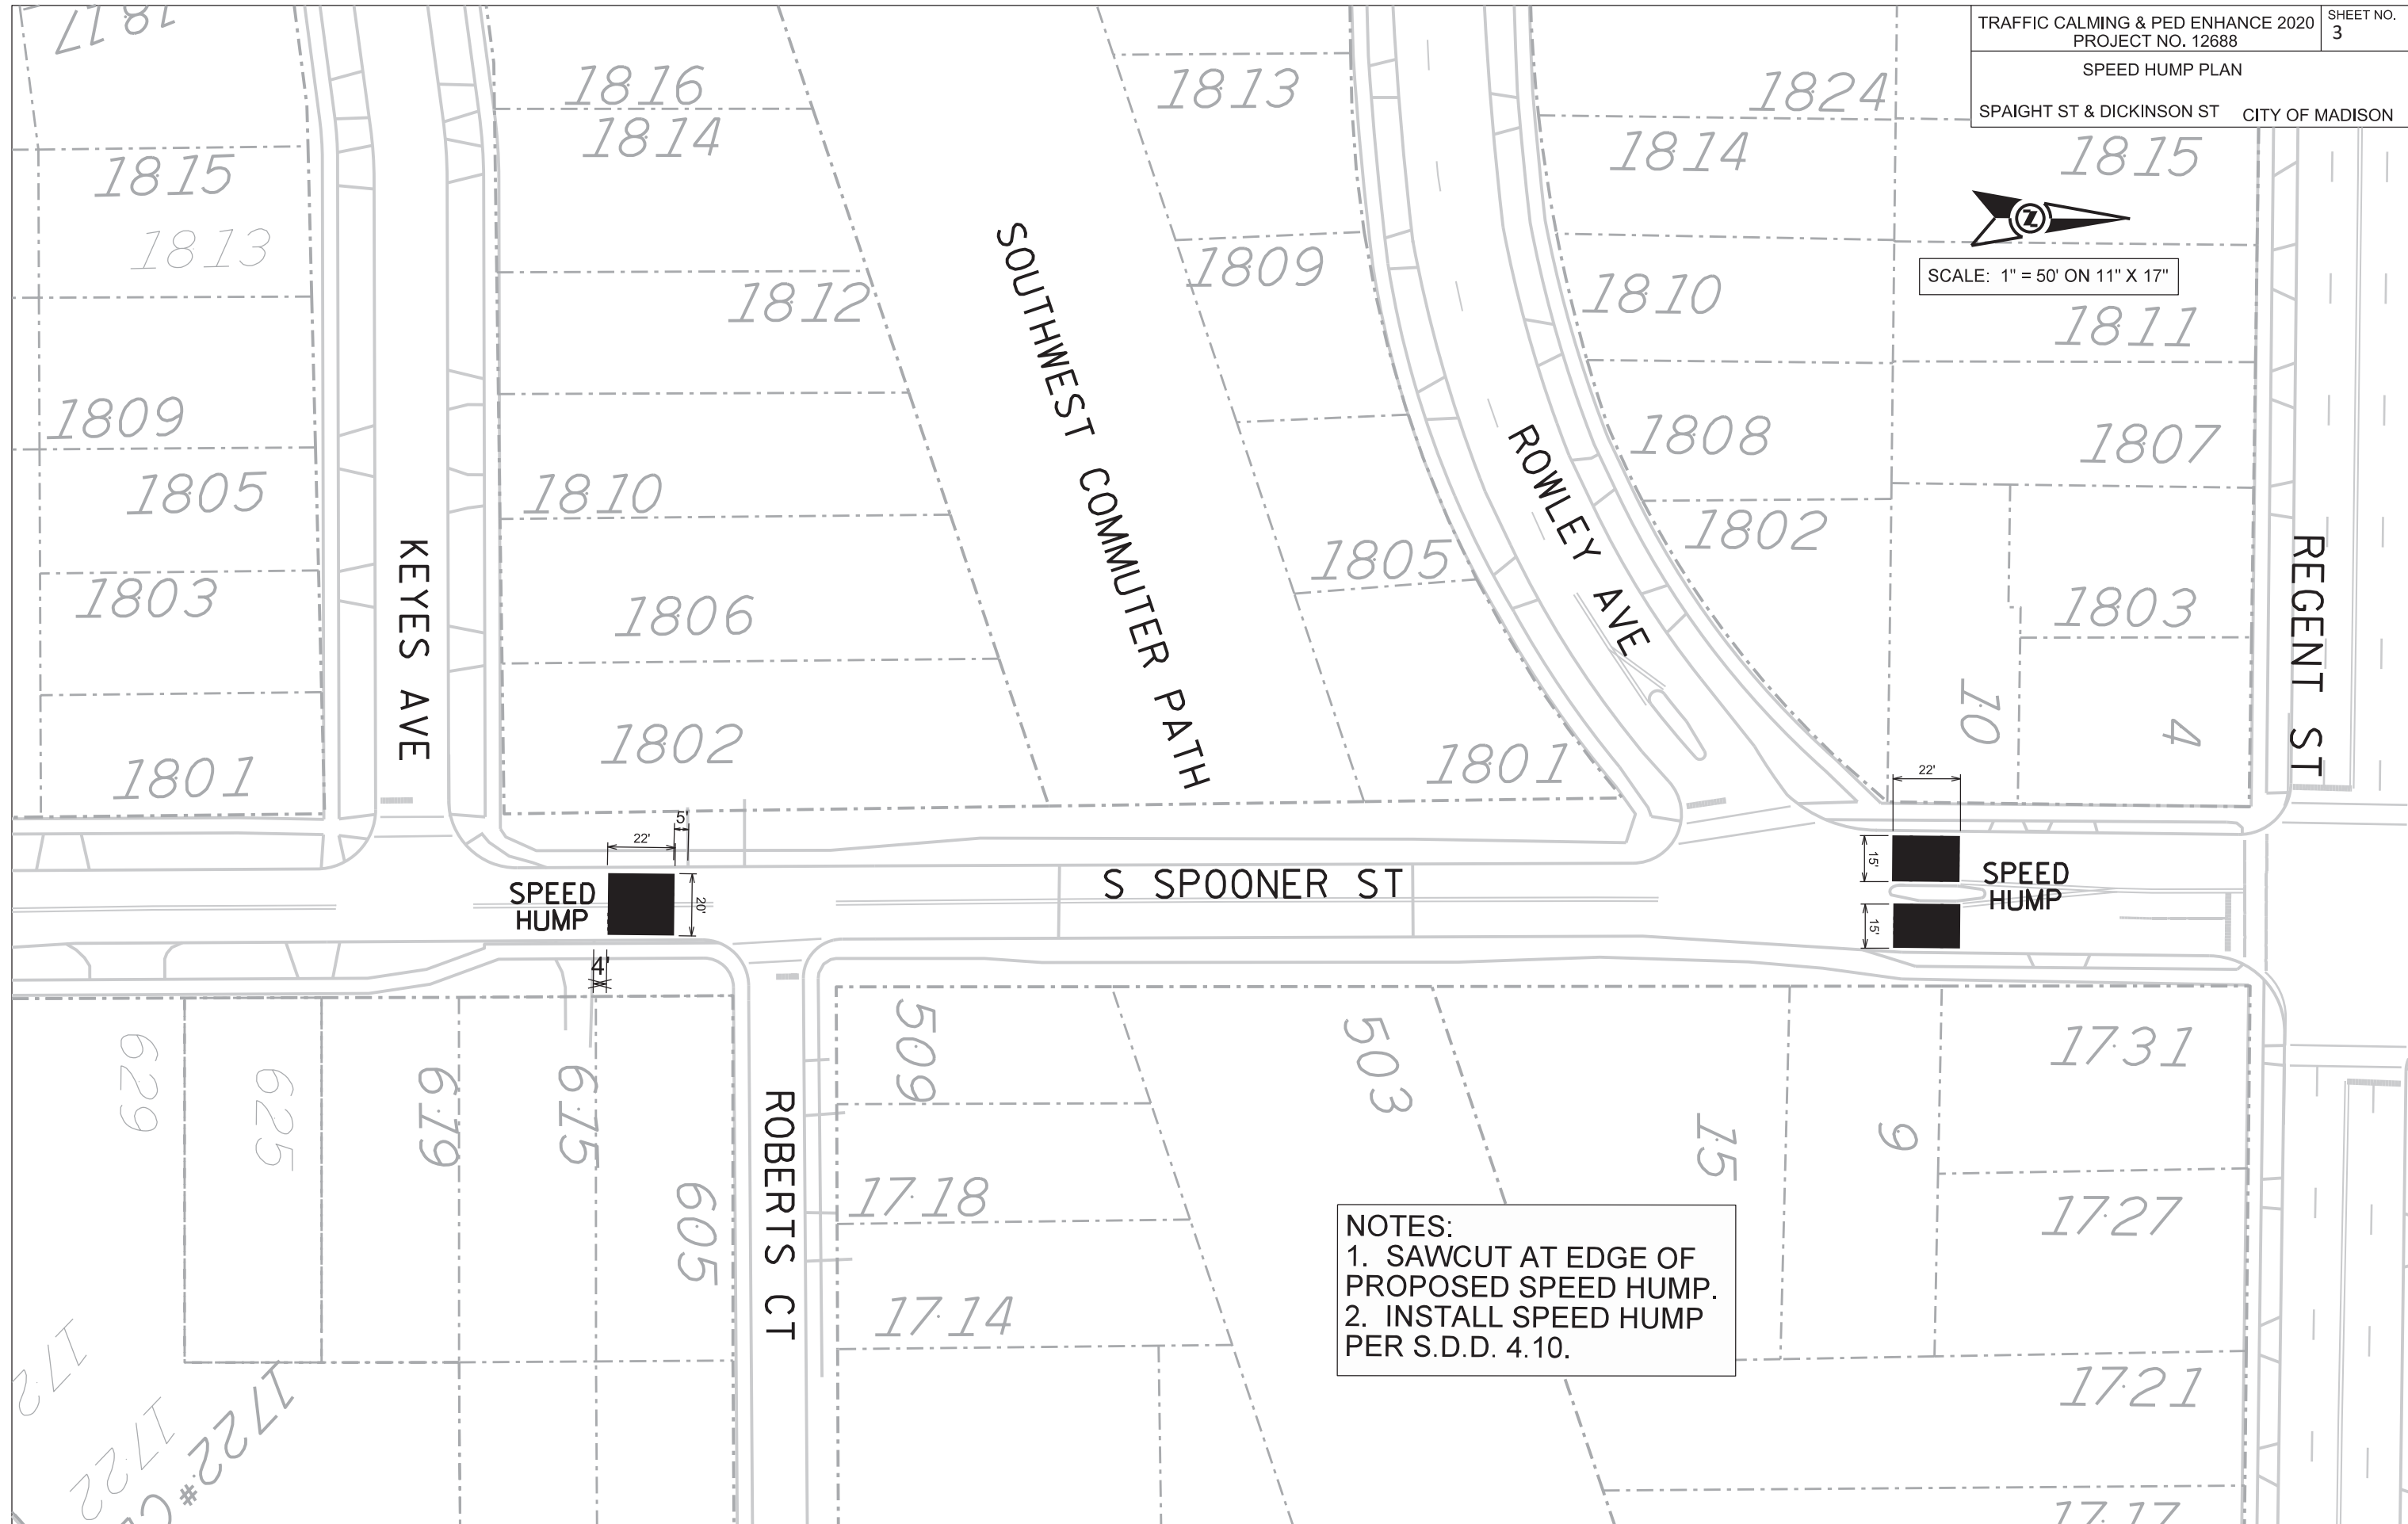 TRAFFIC CALMING & PED ENHANCE 2020
PROJECT NO. 12688
SHEET NO.
3
SPEED HUMP PLAN
SPAIGHT ST & DICKINSON ST CITY OF MADISON
SCALE: 1" = 50' ON 11" X 17"
1817
1815
1813
1809
1805
1803
1801
KEYES AVE
1816
1814
1812
1810
1806
1802
SOUTHWEST COMMUTER PATH
1813
1809
1805
1801
ROWLEY AVE
1824
1814
1810
1808
1802
1815
1811
1807
1803
10
4
REGENT ST
22'
5'
20'
4'
SPEED
HUMP
S SPOONER ST
22'
15'
15'
SPEED
HUMP
629
625
619
615
605
ROBERTS CT
509
503
15
9
1718
1714
1731
1727
1721
1717
172
1722
1722 *
NOTES:
1. SAWCUT AT EDGE OF
PROPOSED SPEED HUMP.
2. INSTALL SPEED HUMP
PER S.D.D. 4.10.